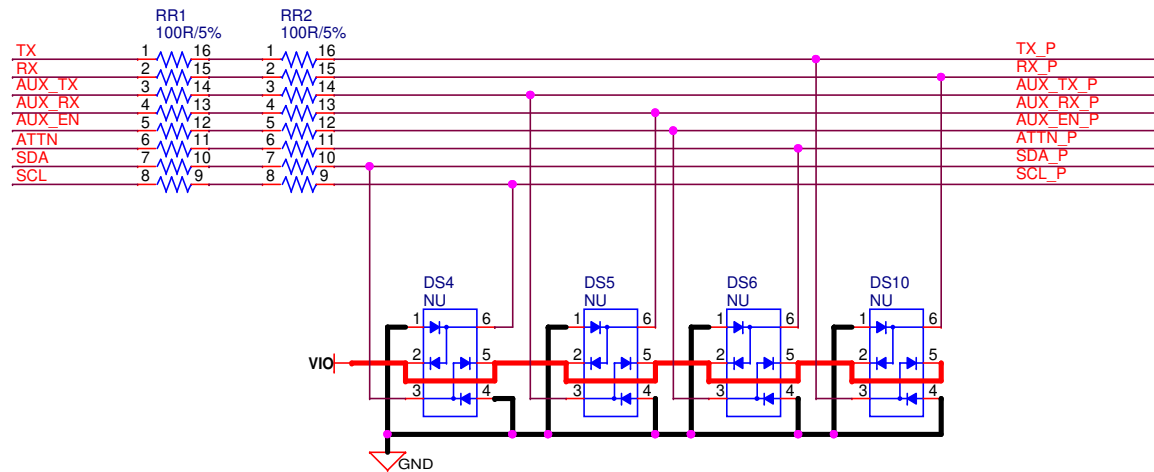 RR1 RR2
100R/5% 100R/5%
TX 1 16 1 16 TX_P
RX 2 15 2 15 RX_P
AUX_TX 3 14 3 14 AUX_TX_P
AUX_RX 4 13 4 13 AUX_RX_P
AUX_EN 5 12 5 12 AUX_EN_P
ATTN 6 11 6 11 ATTN_P
SDA 7 10 7 10 SDA_P
SCL 8 9 8 9 SCL_P
DS4 DS5 DS6 DS10
NU NU NU NU
1 6 1 6 1 6 1 6
VIO 2 5 2 5 2 5 2 5
3 4 3 4 3 4 3 4
GND